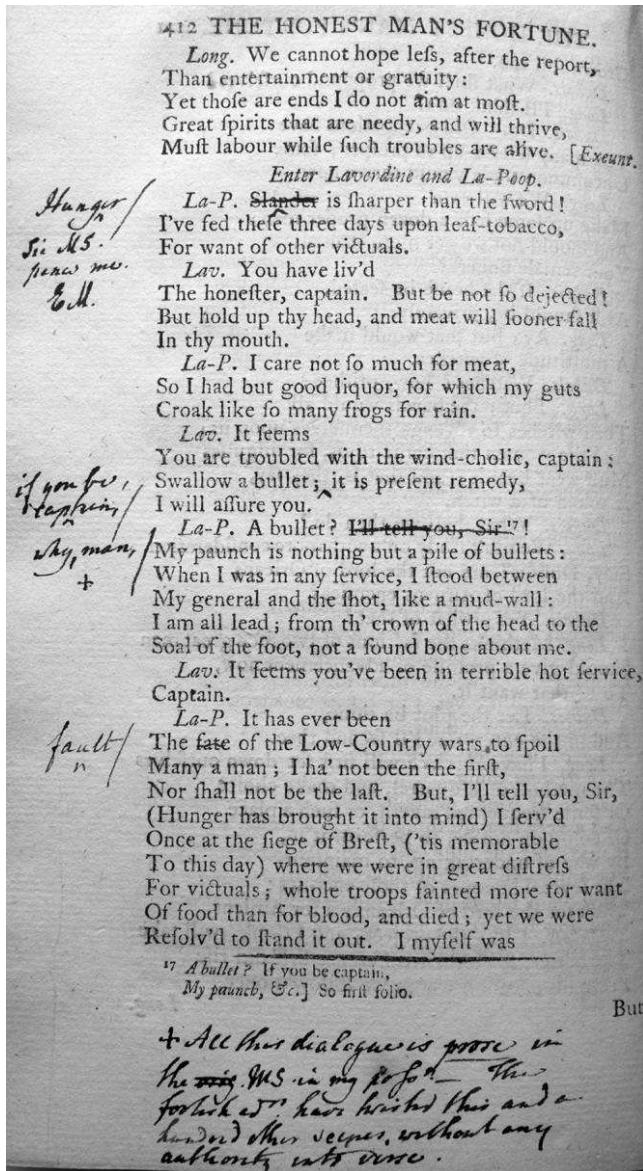 412 THE HONEST MAN'S FORTUNE.
Long. We cannot hope leſs, after the report,
Than entertainment or gratuity:
Yet thoſe are ends I do not aim at moſt.
Great ſpirits that are needy, and will thrive,
Muſt labour while ſuch troubles are alive. [Exeunt.
Enter Laverdine and La-Poop.
Hunger/
La-P. Slander is ſharper than the ſword!
I've fed theſe three days upon leaf-tobacco,
Sic MS.
For want of other victuals.
penes me.
Lav. You have liv'd
E M.
The honeſter, captain. But be not ſo dejected!
But hold up thy head, and meat will ſooner fall
In thy mouth.
La-P. I care not ſo much for meat,
So I had but good liquor, for which my guts
Croak like ſo many frogs for rain.
Lav. It ſeems
You are troubled with the wind-cholic, captain:
if you be,
Swallow a bullet; it is preſent remedy,
captain,/
I will aſſure you.
La-P. A bullet? I'll tell you, Sir 17!
why, man,/
My paunch is nothing but a pile of bullets:
+
When I was in any ſervice, I ſtood between
My general and the ſhot, like a mud-wall:
I am all lead; from th' crown of the head to the
Soal of the foot, not a ſound bone about me.
Lav. It ſeems you've been in terrible hot ſervice,
Captain.
La-P. It has ever been
fault/
The fate of the Low-Country wars to ſpoil
Many a man; I ha' not been the firſt,
Nor ſhall not be the laſt. But, I'll tell you, Sir,
(Hunger has brought it into mind) I ſerv'd
Once at the ſiege of Breſt, ('tis memorable
To this day) where we were in great diſtreſs
For victuals; whole troops fainted more for want
Of food than for blood, and died; yet we were
Reſolv'd to ſtand it out. I myſelf was
17 A bullet? If you be captain,
My paunch, &c.] So firſt folio.
But
+ All this dialogue is prose in
the MS in my possn— The
foolish edrs have twisted this and a
hundred other scenes, without any
authority into verse.